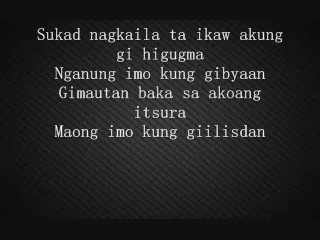 Sukad nagkaila ta ikaw akung
gi higugma
Nganung imo kung gibyaan
Gimautan baka sa akoang
itsura
Maong imo kung giilisdan